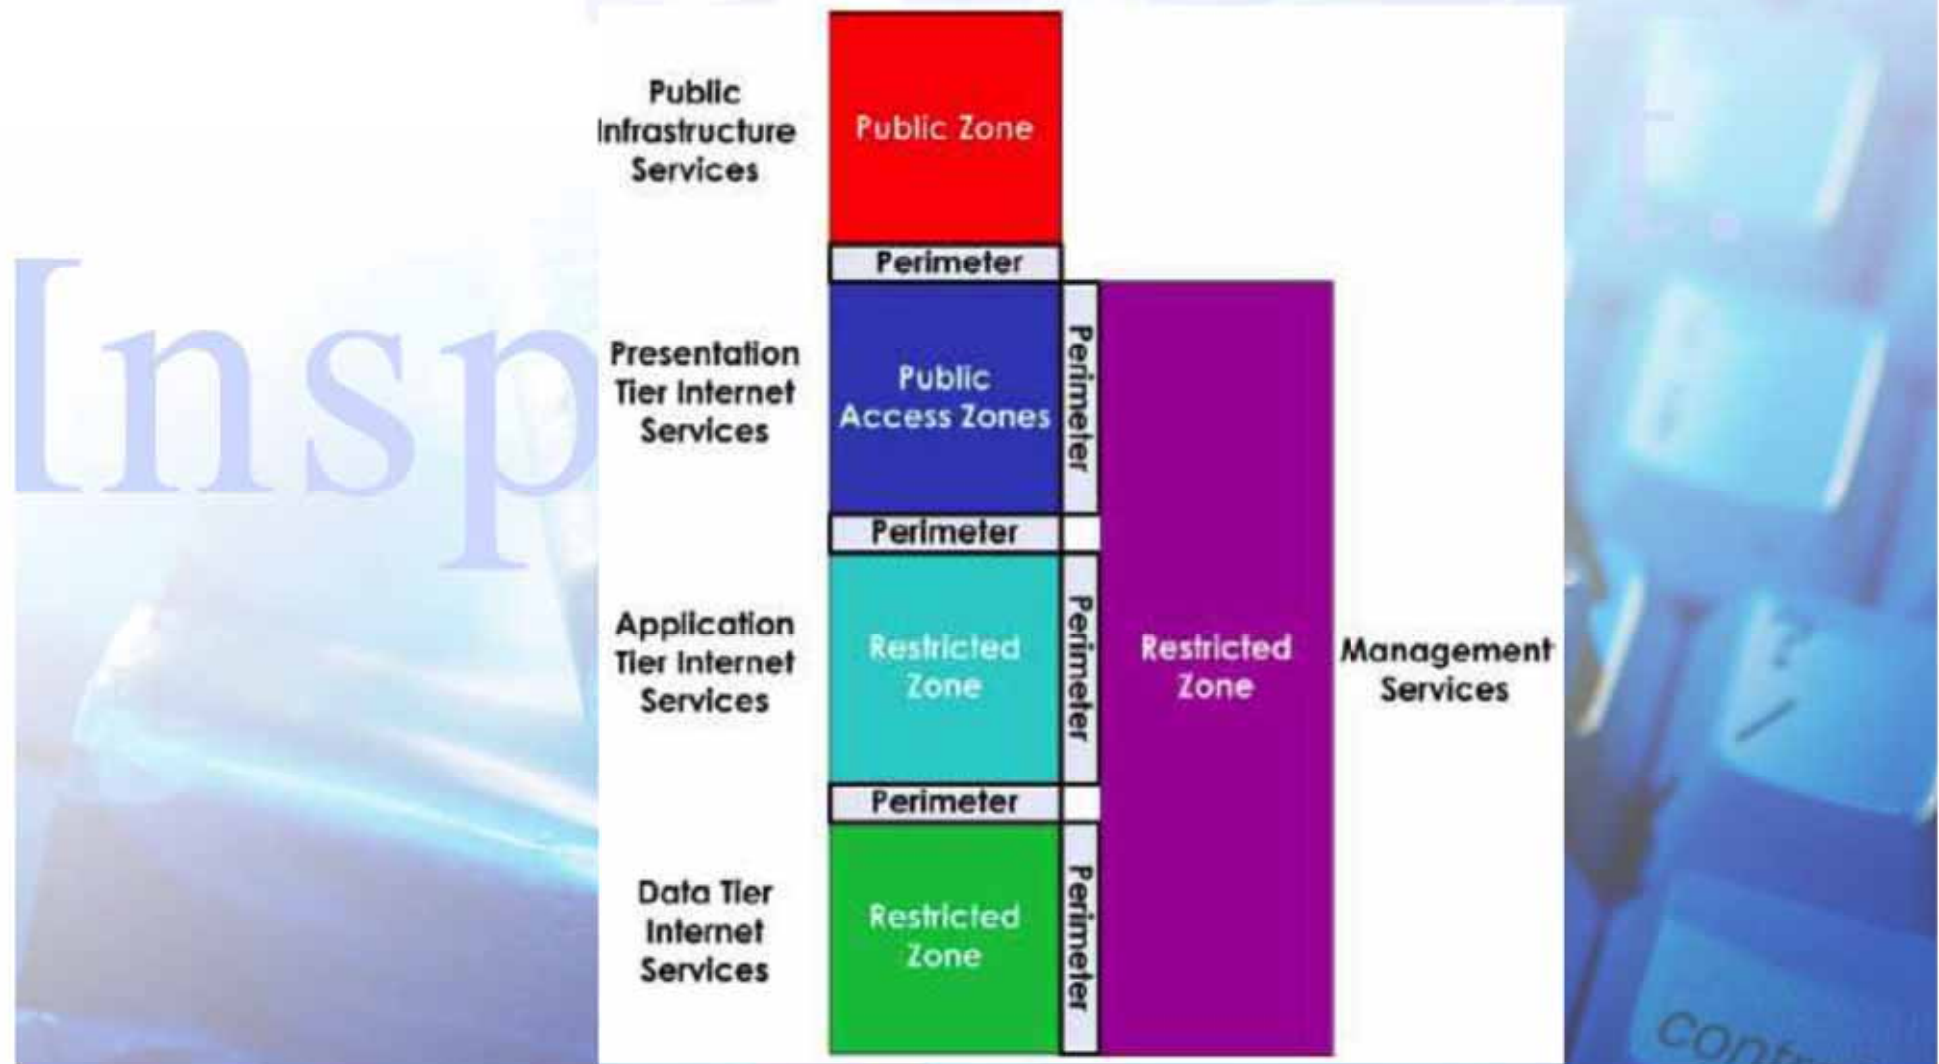 Public
Infrastructure
Services
Public Zone
Perimeter
Insp
Presentation
Tier Internet
Services
Public
Access Zones
Perimeter
Perimeter
Application
Tier Internet
Services
Restricted
Zone
Perimeter
Restricted
Zone
Management
Services
Perimeter
Data Tier
Internet
Services
Restricted
Zone
Perimeter
?
/